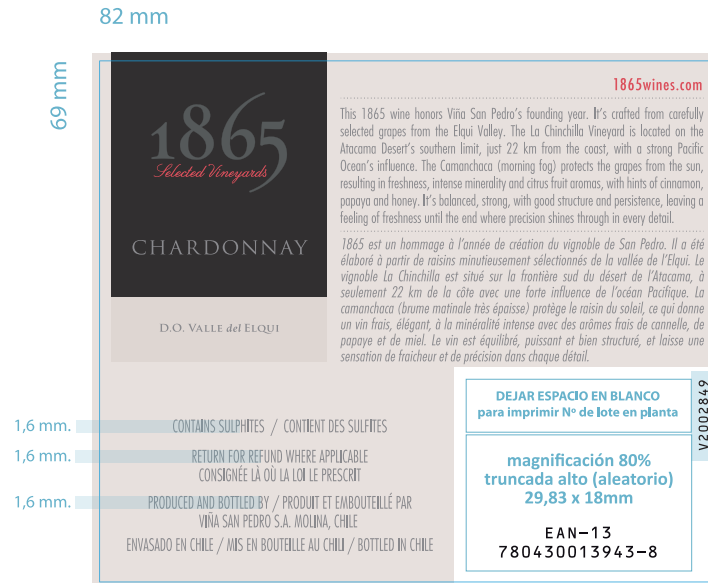 82 mm
69 mm
1865
Selected Vineyards
CHARDONNAY
D.O. VALLE del ELQUI
1865wines.com
This 1865 wine honors Viña San Pedro's founding year. It's crafted from carefully
selected grapes from the Elqui Valley. The La Chinchilla Vineyard is located on the
Atacama Desert's southern limit, just 22 km from the coast, with a strong Pacific
Ocean's influence. The Camanchaca (morning fog) protects the grapes from the sun,
resulting in freshness, intense minerality and citrus fruit aromas, with hints of cinnamon,
papaya and honey. It's balanced, strong, with good structure and persistence, leaving a
feeling of freshness until the end where precision shines through in every detail.
1865 est un hommage à l'année de création du vignoble de San Pedro. Il a été
élaboré à partir de raisins minutieusement sélectionnés de la vallée de l'Elqui. Le
vignoble La Chinchilla est situé sur la frontière sud du désert de l'Atacama, à
seulement 22 km de la côte avec une forte influence de l'océan Pacifique. La
camanchaca (brume matinale très épaisse) protège le raisin du soleil, ce qui donne
un vin frais, élégant, à la minéralité intense avec des arômes frais de cannelle, de
papaye et de miel. Le vin est équilibré, puissant et bien structuré, et laisse une
sensation de fraicheur et de précision dans chaque détail.
1,6 mm.
CONTAINS SULPHITES / CONTIENT DES SULFITES
1,6 mm.
RETURN FOR REFUND WHERE APPLICABLE
CONSIGNÉE LÀ OÙ LA LOI LE PRESCRIT
1,6 mm.
PRODUCED AND BOTTLED BY / PRODUIT ET EMBOUTEILLÉ PAR
VIÑA SAN PEDRO S.A. MOLINA, CHILE
ENVASADO EN CHILE / MIS EN BOUTEILLE AU CHILI / BOTTLED IN CHILE
DEJAR ESPACIO EN BLANCO
para imprimir Nº de lote en planta
V2002849
magnificación 80%
truncada alto (aleatorio)
29,83 x 18mm
EAN-13
780430013943-8